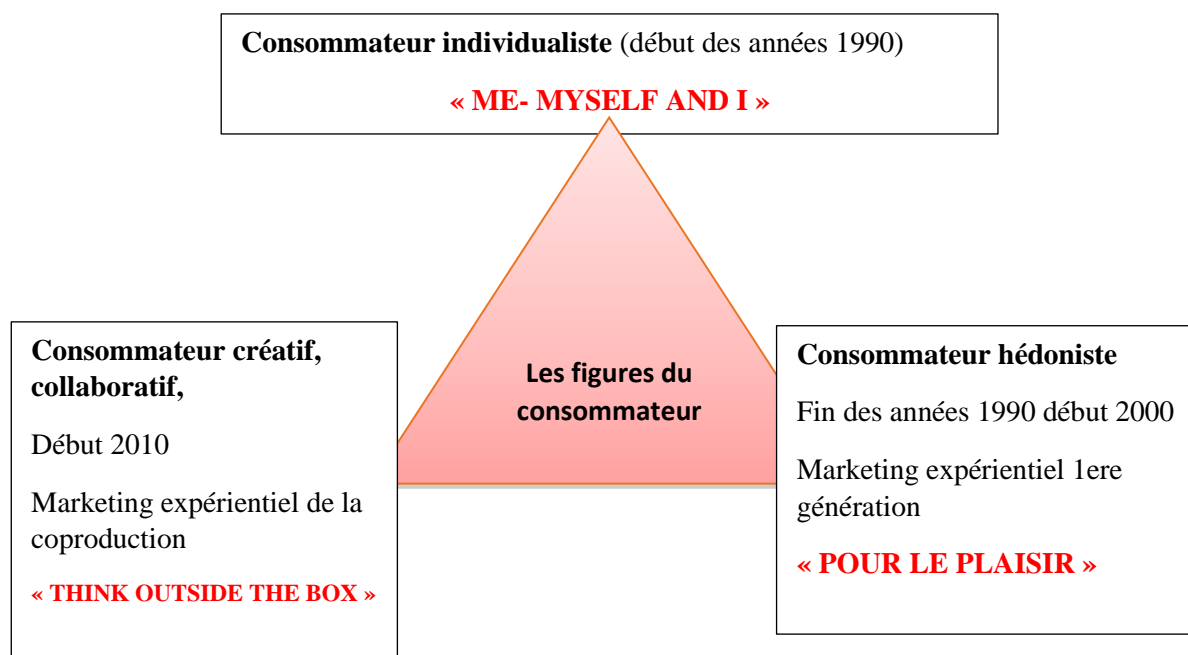 Consommateur individualiste (début des années 1990)
« ME- MYSELF AND I »
Les figures du
consommateur
Consommateur créatif,
collaboratif,
Début 2010
Marketing expérientiel de la
coproduction
« THINK OUTSIDE THE BOX »
Consommateur hédoniste
Fin des années 1990 début 2000
Marketing expérientiel 1ere
génération
« POUR LE PLAISIR »